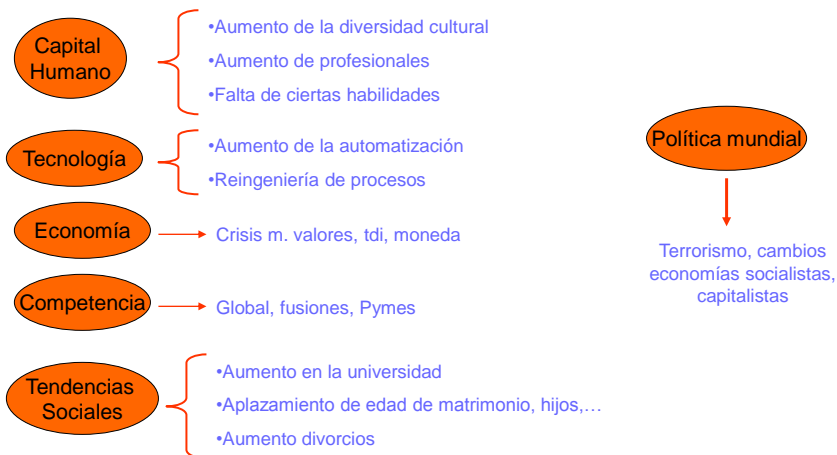 Capital
Humano
•Aumento de la diversidad cultural
•Aumento de profesionales
•Falta de ciertas habilidades
Tecnología
•Aumento de la automatización
•Reingeniería de procesos
Economía
Crisis m. valores, tdi, moneda
Competencia
Global, fusiones, Pymes
Tendencias
Sociales
•Aumento en la universidad
•Aplazamiento de edad de matrimonio, hijos,…
•Aumento divorcios
Política mundial
Terrorismo, cambios
economías socialistas,
capitalistas